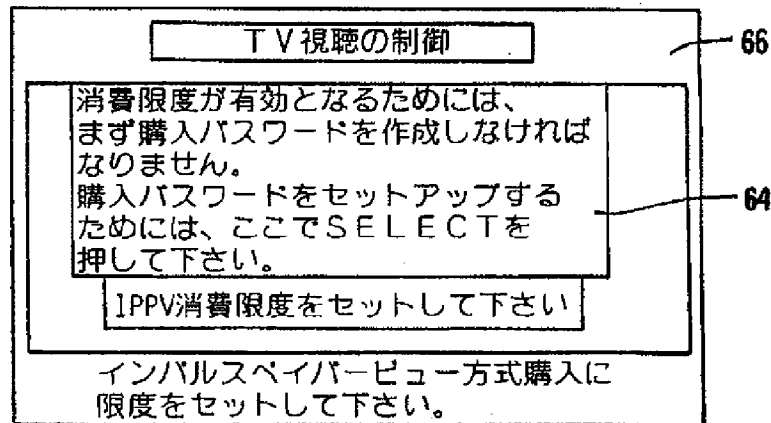 TV視聴の制御
66
消費限度が有効となるためには、
まず購入パスワードを作成しなければ
なりません。
購入パスワードをセットアップする
ためには、ここでSELECTを
押して下さい。
64
IPPV消費限度をセットして下さい
インパルスペイパービュー方式購入に
限度をセットして下さい。